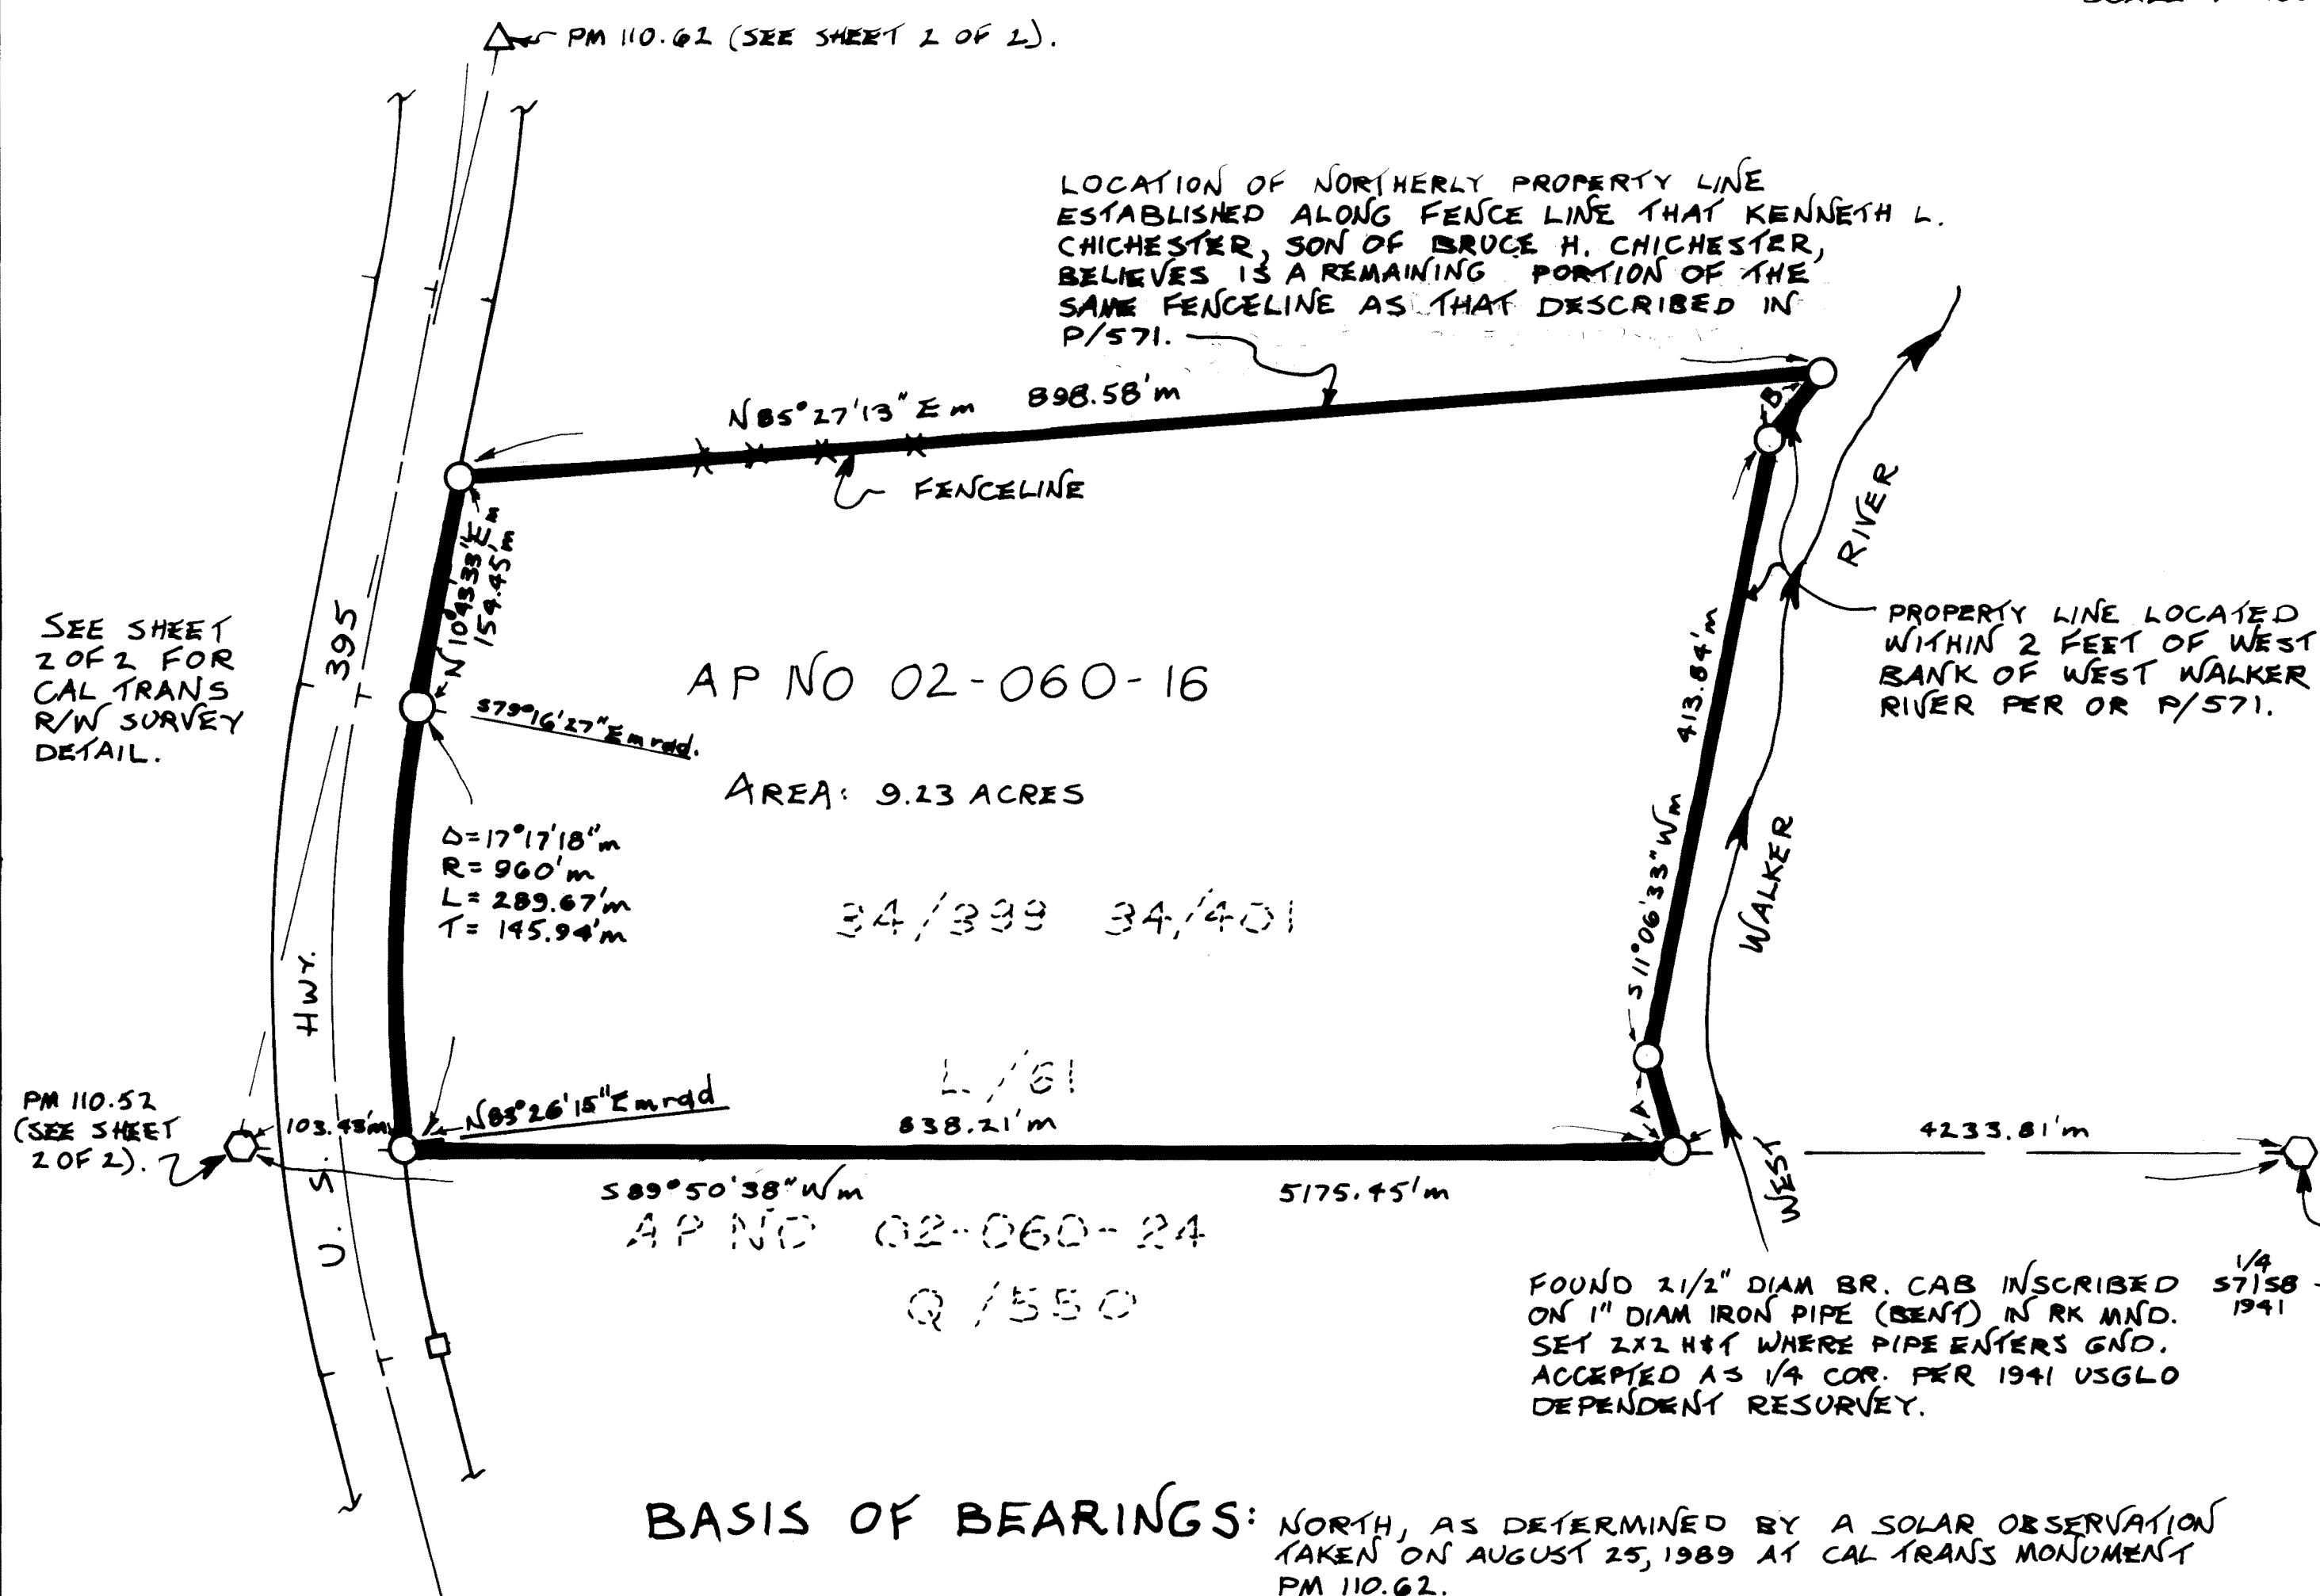 PM 110.62 (SEE SHEET 2 OF 2).
LOCATION OF NORTHERLY PROPERTY LINE
ESTABLISHED ALONG FENCE LINE THAT KENNETH L.
CHICHESTER, SON OF BRUCE H. CHICHESTER,
BELIEVES IS A REMAINING PORTION OF THE
SAME FENCELINE AS THAT DESCRIBED IN
P/571.
N85°27'13"E m 898.58'm
B
FENCELINE
N 10°43'33"E m
154.45'm
RIVER
SEE SHEET
2 OF 2 FOR
CAL TRANS
R/W SURVEY
DETAIL.
395
AP NO 02-060-16
S79°16'27"E m rad.
AREA: 9.23 ACRES
413.84'm
PROPERTY LINE LOCATED
WITHIN 2 FEET OF WEST
BANK OF WEST WALKER
RIVER PER OR P/571.
Δ=17°17'18"m
R=960'm
L=289.67'm
T=145.94'm
34/399 34/401
S 11°06'33"W m
WALKER
HWY.
L/61
PM 110.52
(SEE SHEET
2 OF 2).
103.43'm
N83°26'15"E m rad
838.21'm
A
4233.81'm
S89°50'38"W m 5175.45'm
WEST
U.S.
AP NO 02-060-24
Q/550
FOUND 2 1/2" DIAM BR. CAB INSCRIBED
1/4
S7|S8
1941
ON 1" DIAM IRON PIPE (BENT) IN RK MND.
SET 2X2 H&T WHERE PIPE ENTERS GND.
ACCEPTED AS 1/4 COR. PER 1941 USGLO
DEPENDENT RESURVEY.
BASIS OF BEARINGS: NORTH, AS DETERMINED BY A SOLAR OBSERVATION
TAKEN ON AUGUST 25, 1989 AT CAL TRANS MONUMENT
PM 110.62.